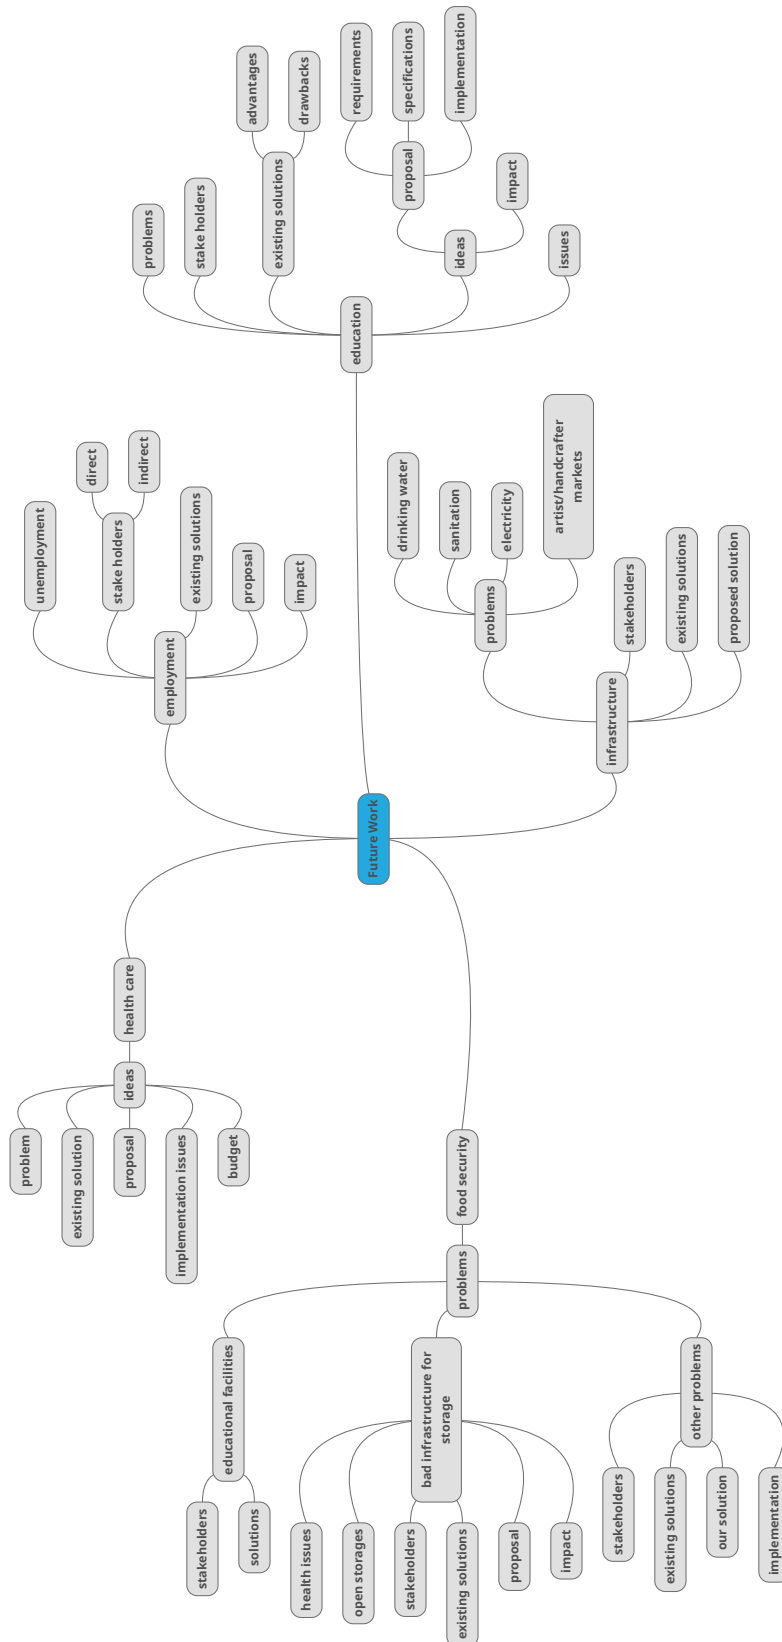 Future Work
education
problems
stake holders
existing solutions
advantages
drawbacks
ideas
proposal
requirements
specifications
implementation
impact
issues
employment
unemployment
stake holders
direct
indirect
existing solutions
proposal
impact
infrastructure
problems
drinking water
sanitation
electricity
artist/handcrafter
markets
stakeholders
existing solutions
proposed solution
health care
ideas
problem
existing solution
proposal
implementation issues
budget
food security
problems
educational facilities
stakeholders
solutions
bad infrastructure for
storage
health issues
open storages
stakeholders
existing solutions
proposal
impact
other problems
stakeholders
existing solutions
our solution
implementation